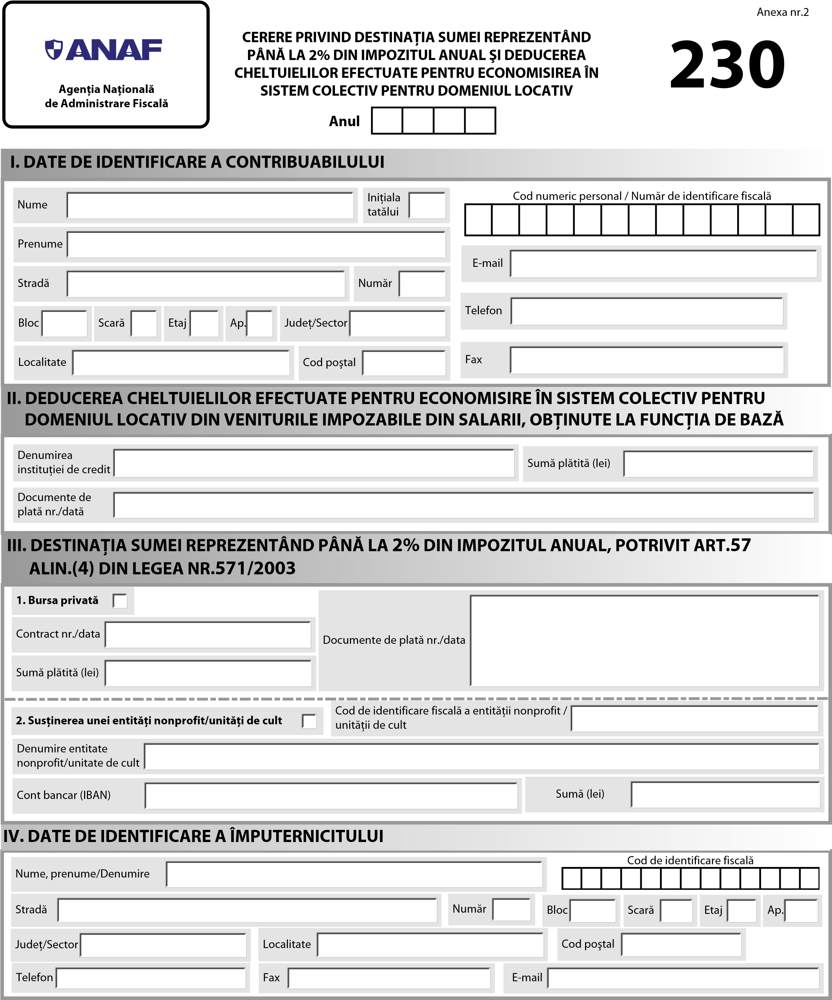 Anexa nr.2
ANAF
Agenția Națională
de Administrare Fiscală
CERERE PRIVIND DESTINAȚIA SUMEI REPREZENTÂND
PÂNĂ LA 2% DIN IMPOZITUL ANUAL ŞI DEDUCEREA
CHELTUIELILOR EFECTUATE PENTRU ECONOMISIREA ÎN
SISTEM COLECTIV PENTRU DOMENIUL LOCATIV
230
Anul
I. DATE DE IDENTIFICARE A CONTRIBUABILULUI
Nume
Inițiala
tatălui
Cod numeric personal / Număr de identificare fiscală
Prenume
E-mail
Stradă
Număr
Telefon
Bloc
Scară
Etaj
Ap.
Județ/Sector
Localitate
Cod poştal
Fax
II. DEDUCEREA CHELTUIELILOR EFECTUATE PENTRU ECONOMISIRE ÎN SISTEM COLECTIV PENTRU
DOMENIUL LOCATIV DIN VENITURILE IMPOZABILE DIN SALARII, OBȚINUTE LA FUNCȚIA DE BAZĂ
Denumirea
instituției de credit
Sumă plătită (lei)
Documente de
plată nr./dată
III. DESTINAȚIA SUMEI REPREZENTÂND PÂNĂ LA 2% DIN IMPOZITUL ANUAL, POTRIVIT ART.57
ALIN.(4) DIN LEGEA NR.571/2003
1. Bursa privată
Contract nr./data
Documente de plată nr./data
Sumă plătită (lei)
2. Susținerea unei entități nonprofit/unități de cult
Cod de identificare fiscală a entității nonprofit /
unității de cult
Denumire entitate
nonprofit/unitate de cult
Cont bancar (IBAN)
Sumă (lei)
IV. DATE DE IDENTIFICARE A ÎMPUTERNICITULUI
Nume, prenume/Denumire
Cod de identificare fiscală
Stradă
Număr
Bloc
Scară
Etaj
Ap.
Județ/Sector
Localitate
Cod poştal
Telefon
Fax
E-mail